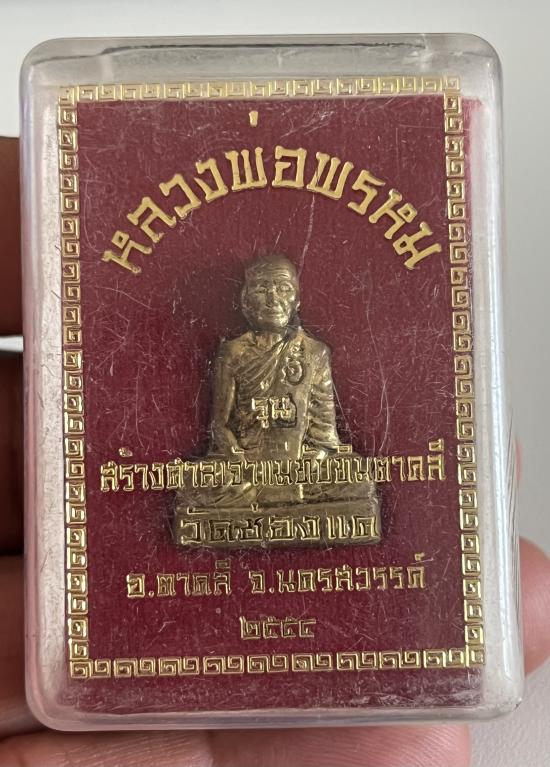 หลวงพ่อพรหม
รุ่น
สร้างศาลเจ้าแม่ทับทิมตาคลี
วัดช่องแค
อ.ตาคลี จ.นครสวรรค์
๒๕๕๔